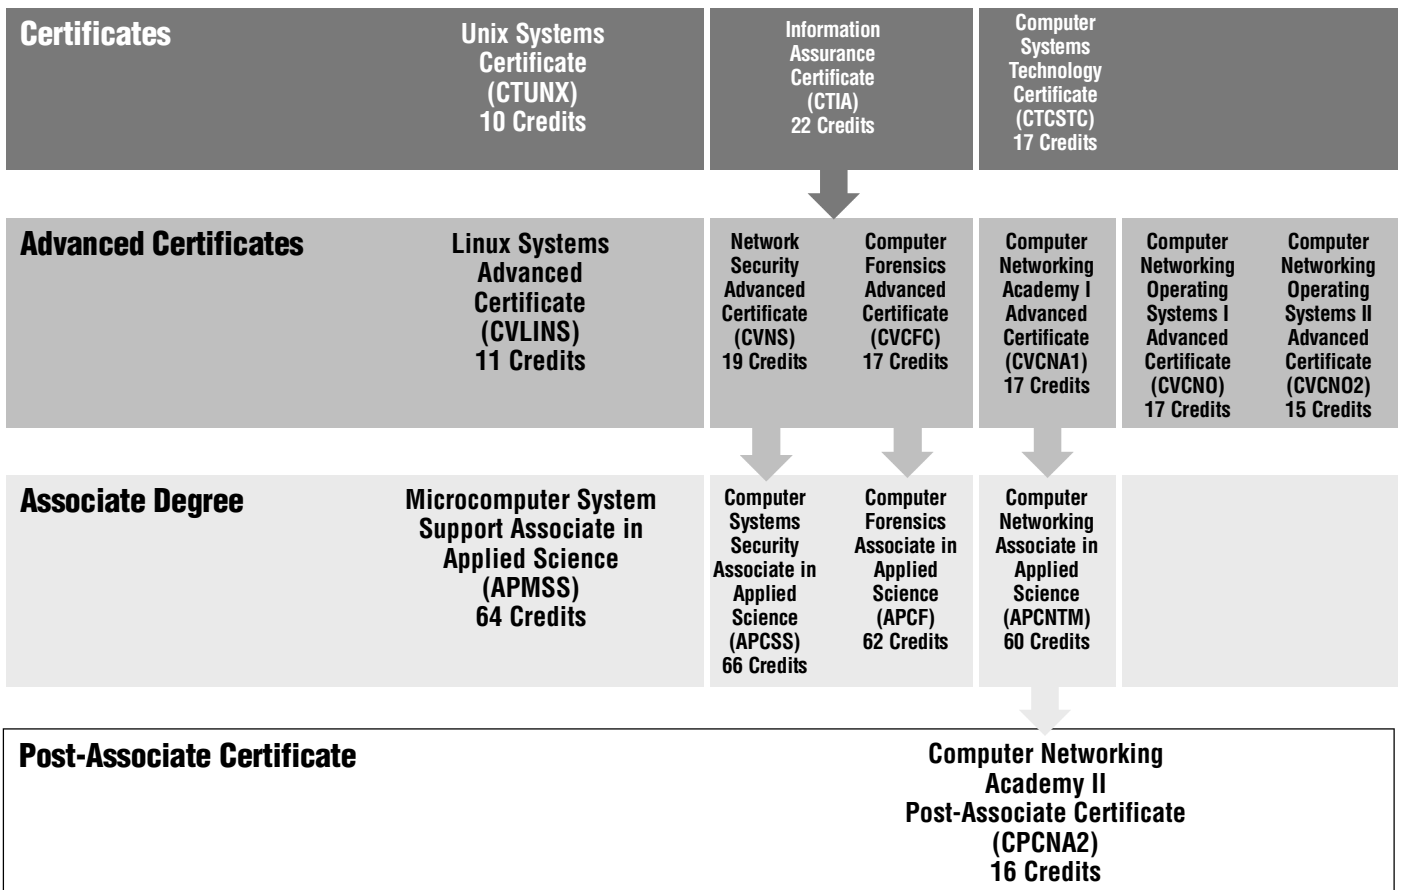 Certificates
Unix Systems
Certificate
(CTUNX)
10 Credits
Information
Assurance
Certificate
(CTIA)
22 Credits
Computer
Systems
Technology
Certificate
(CTCSTC)
17 Credits
Advanced Certificates
Linux Systems
Advanced
Certificate
(CVLINS)
11 Credits
Network
Security
Advanced
Certificate
(CVNS)
19 Credits
Computer
Forensics
Advanced
Certificate
(CVCFC)
17 Credits
Computer
Networking
Academy I
Advanced
Certificate
(CVCNA1)
17 Credits
Computer
Networking
Operating
Systems I
Advanced
Certificate
(CVCNO)
17 Credits
Computer
Networking
Operating
Systems II
Advanced
Certificate
(CVCNO2)
15 Credits
Associate Degree
Microcomputer System
Support Associate in
Applied Science
(APMSS)
64 Credits
Computer
Systems
Security
Associate in
Applied
Science
(APCSS)
66 Credits
Computer
Forensics
Associate in
Applied
Science
(APCF)
62 Credits
Computer
Networking
Associate in
Applied
Science
(APCNTM)
60 Credits
Post-Associate Certificate
Computer Networking
Academy II
Post-Associate Certificate
(CPCNA2)
16 Credits